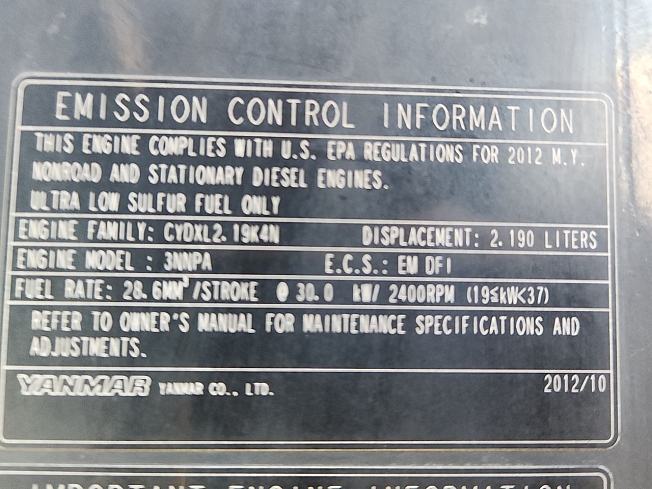 EMISSION CONTROL INFORMATION
THIS ENGINE COMPLIES WITH U.S. EPA REGULATIONS FOR 2012 M.Y.
NONROAD AND STATIONARY DIESEL ENGINES.
ULTRA LOW SULFUR FUEL ONLY
ENGINE FAMILY: CYDXL2.19K4N DISPLACEMENT: 2.190 LITERS
ENGINE MODEL : 3NNPA E.C.S.: EM DFI
FUEL RATE: 28.6MM³/STROKE @ 30.0 kW/ 2400RPM (19≤kW<37)
REFER TO OWNER'S MANUAL FOR MAINTENANCE SPECIFICATIONS AND
ADJUSTMENTS.
YANMAR YANMAR CO., LTD. 2012/10
IMPORTANT ENGINE INFORMATION